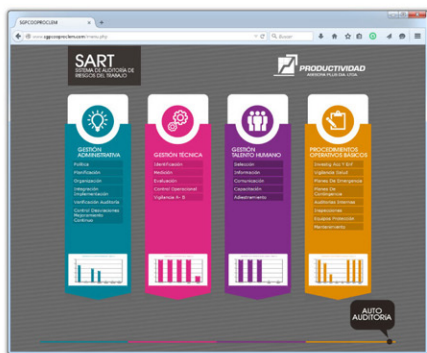 SGPCOOPROCLEM
www.sgpcooproclem.com/menu.php
Buscar
SART
SISTEMA DE AUDITORÍA DE
RIESGOS DEL TRABAJO
PRODUCTIVIDAD
GESTIÓN
ADMINISTRATIVA
Política
Planificación
Organización
Integración
Implementación
Verificación Auditoría
Control Desviaciones
Mejoramiento
Continuo
GESTIÓN TÉCNICA
Identificación
Medición
Evaluación
Control Operacional
GESTIÓN
TALENTO HUMANO
Selección
Información
Comunicación
Capacitación
Adiestramiento
PROCEDIMIENTOS
OPERATIVOS BÁSICOS
Vigilancia Salud
Planes De Emergencia
Planes De
Contingencia
Auditorías Internas
Inspecciones
Equipos Protección
Mantenimiento
AUTO
AUDITORIA